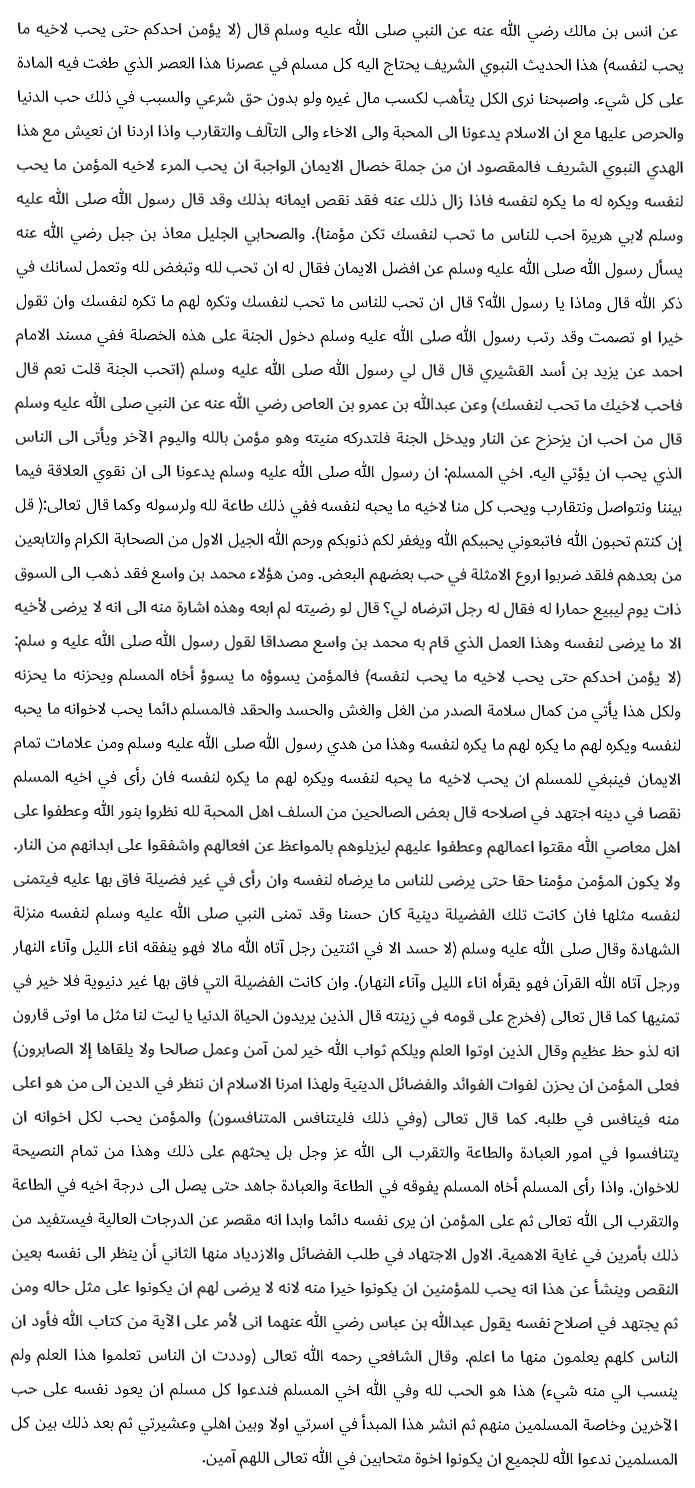 عن انس بن مالك رضي الله عنه عن النبي صلى الله عليه وسلم قال (لا يؤمن احدكم حتى يحب لاخيه ما
يحب لنفسه) هذا الحديث النبوي الشريف يحتاج اليه كل مسلم في عصرنا هذا العصر الذي طغت فيه المادة
على كل شيء. واصبحنا نرى الكل يتأهب لكسب مال غيره ولو بدون حق شرعي والسبب في ذلك حب الدنيا
والحرص عليها مع ان الاسلام يدعونا الى المحبة والى الاخاء والى التآلف والتقارب واذا اردنا ان نعيش مع هذا
الهدي النبوي الشريف فالمقصود ان من جملة خصال الايمان الواجبة ان يحب المرء لاخيه المؤمن ما يحب
لنفسه ويكره له ما يكره لنفسه فاذا زال ذلك عنه فقد نقص ايمانه بذلك وقد قال رسول الله صلى الله عليه
وسلم لابي هريرة احب للناس ما تحب لنفسك تكن مؤمنا). والصحابي الجليل معاذ بن جبل رضي الله عنه
يسأل رسول الله صلى الله عليه وسلم عن افضل الايمان فقال له ان تحب لله وتبغض لله وتعمل لسانك في
ذكر الله قال وماذا يا رسول الله؟ قال ان تحب للناس ما تحب لنفسك وتكره لهم ما تكره لنفسك وان تقول
خيرا او تصمت وقد رتب رسول الله صلى الله عليه وسلم دخول الجنة على هذه الخصلة ففي مسند الامام
احمد عن يزيد بن أسد القشيري قال قال لي رسول الله صلى الله عليه وسلم (اتحب الجنة قلت نعم قال
فاحب لاخيك ما تحب لنفسك) وعن عبدالله بن عمرو بن العاص رضي الله عنه عن النبي صلى الله عليه وسلم
قال من احب ان يزحزح عن النار ويدخل الجنة فلتدركه منيته وهو مؤمن بالله واليوم الآخر ويأتى الى الناس
الذي يحب ان يؤتي اليه. اخي المسلم: ان رسول الله صلى الله عليه وسلم يدعونا الى ان نقوي العلاقة فيما
بيننا ونتواصل ونتقارب ويحب كل منا لاخيه ما يحبه لنفسه ففي ذلك طاعة لله ولرسوله وكما قال تعالى:( قل
إن كنتم تحبون الله فاتبعوني يحببكم الله ويغفر لكم ذنوبكم ورحم الله الجيل الاول من الصحابة الكرام والتابعين
من بعدهم فلقد ضربوا اروع الامثلة في حب بعضهم البعض. ومن هؤلاء محمد بن واسع فقد ذهب الى السوق
ذات يوم ليبيع حمارا له فقال له رجل اترضاه لي؟ قال لو رضيته لم ابعه وهذه اشارة منه الى انه لا يرضى لأخيه
الا ما يرضى لنفسه وهذا العمل الذي قام به محمد بن واسع مصداقا لقول رسول الله صلى الله عليه و سلم:
(لا يؤمن احدكم حتى يحب لاخيه ما يحب لنفسه) فالمؤمن يسوؤه ما يسوؤ أخاه المسلم ويحزنه ما يحزنه
ولكل هذا يأتي من كمال سلامة الصدر من الغل والغش والحسد والحقد فالمسلم دائما يحب لاخوانه ما يحبه
لنفسه ويكره لهم ما يكره لهم ما يكره لنفسه وهذا من هدي رسول الله صلى الله عليه وسلم ومن علامات تمام
الايمان فينبغي للمسلم ان يحب لاخيه ما يحبه لنفسه ويكره لهم ما يكره لنفسه فان رأى في اخيه المسلم
نقصا في دينه اجتهد في اصلاحه قال بعض الصالحين من السلف اهل المحبة لله نظروا بنور الله وعطفوا على
اهل معاصي الله مقتوا اعمالهم وعطفوا عليهم ليزيلوهم بالمواعظ عن افعالهم واشفقوا على ابدانهم من النار.
ولا يكون المؤمن مؤمنا حقا حتى يرضى للناس ما يرضاه لنفسه وان رأى في غير فضيلة فاق بها عليه فيتمنى
لنفسه مثلها فان كانت تلك الفضيلة دينية كان حسنا وقد تمنى النبي صلى الله عليه وسلم لنفسه منزلة
الشهادة وقال صلى الله عليه وسلم (لا حسد الا في اثنتين رجل آتاه الله مالا فهو ينفقه اناء الليل وآناء النهار
ورجل آتاه الله القرآن فهو يقرأه اناء الليل وآناء النهار). وان كانت الفضيلة التي فاق بها غير دنيوية فلا خير في
تمنيها كما قال تعالى (فخرج على قومه في زينته قال الذين يريدون الحياة الدنيا يا ليت لنا مثل ما اوتى قارون
انه لذو حظ عظيم وقال الذين اوتوا العلم ويلكم ثواب الله خير لمن آمن وعمل صالحا ولا يلقاها إلا الصابرون)
فعلى المؤمن ان يحزن لفوات الفوائد والفضائل الدينية ولهذا امرنا الاسلام ان ننظر في الدين الى من هو اعلى
منه فينافس في طلبه. كما قال تعالى (وفي ذلك فليتنافس المتنافسون) والمؤمن يحب لكل اخوانه ان
يتنافسوا في امور العبادة والطاعة والتقرب الى الله عز وجل بل يحثهم على ذلك وهذا من تمام النصيحة
للاخوان. واذا رأى المسلم أخاه المسلم يفوقه في الطاعة والعبادة جاهد حتى يصل الى درجة اخيه في الطاعة
والتقرب الى الله تعالى ثم على المؤمن ان يرى نفسه دائما وابدا انه مقصر عن الدرجات العالية فيستفيد من
ذلك بأمرين في غاية الاهمية. الاول الاجتهاد في طلب الفضائل والازدياد منها الثاني أن ينظر الى نفسه بعين
النقص وينشأ عن هذا انه يحب للمؤمنين ان يكونوا خيرا منه لانه لا يرضى لهم ان يكونوا على مثل حاله ومن
ثم يجتهد في اصلاح نفسه يقول عبدالله بن عباس رضي الله عنهما انى لأمر على الآية من كتاب الله فأود ان
الناس كلهم يعلمون منها ما اعلم. وقال الشافعي رحمه الله تعالى (وددت ان الناس تعلموا هذا العلم ولم
ينسب الي منه شيء) هذا هو الحب لله وفي الله اخي المسلم فندعوا كل مسلم ان يعود نفسه على حب
الآخرين وخاصة المسلمين منهم ثم انشر هذا المبدأ في اسرتي اولا وبين اهلي وعشيرتي ثم بعد ذلك بين كل
المسلمين ندعوا الله للجميع ان يكونوا اخوة متحابين في الله تعالى اللهم آمين.